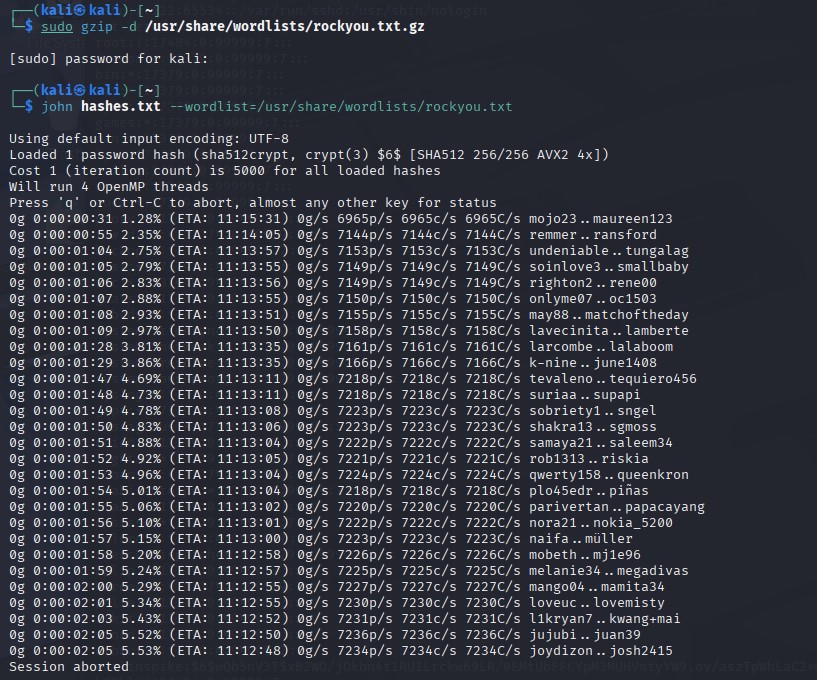 ┌──(kali㉿kali)-[~]
└─$ sudo gzip -d /usr/share/wordlists/rockyou.txt.gz
[sudo] password for kali:
┌──(kali㉿kali)-[~]
└─$ john hashes.txt --wordlist=/usr/share/wordlists/rockyou.txt
Using default input encoding: UTF-8
Loaded 1 password hash (sha512crypt, crypt(3) $6$ [SHA512 256/256 AVX2 4x])
Cost 1 (iteration count) is 5000 for all loaded hashes
Will run 4 OpenMP threads
Press 'q' or Ctrl-C to abort, almost any other key for status
0g 0:00:00:31 1.28% (ETA: 11:15:31) 0g/s 6965p/s 6965c/s 6965C/s mojo23..maureen123
0g 0:00:00:55 2.35% (ETA: 11:14:05) 0g/s 7144p/s 7144c/s 7144C/s remmer..ransford
0g 0:00:01:04 2.75% (ETA: 11:13:57) 0g/s 7153p/s 7153c/s 7153C/s undeniable..tungalag
0g 0:00:01:05 2.79% (ETA: 11:13:55) 0g/s 7149p/s 7149c/s 7149C/s soinlove3..smallbaby
0g 0:00:01:06 2.83% (ETA: 11:13:56) 0g/s 7149p/s 7149c/s 7149C/s righton2..rene00
0g 0:00:01:07 2.88% (ETA: 11:13:55) 0g/s 7150p/s 7150c/s 7150C/s onlyme07..oc1503
0g 0:00:01:08 2.93% (ETA: 11:13:51) 0g/s 7155p/s 7155c/s 7155C/s may88..matchoftheday
0g 0:00:01:09 2.97% (ETA: 11:13:50) 0g/s 7158p/s 7158c/s 7158C/s lavecinita..lamberte
0g 0:00:01:28 3.81% (ETA: 11:13:35) 0g/s 7161p/s 7161c/s 7161C/s larcombe..lalaboom
0g 0:00:01:29 3.86% (ETA: 11:13:35) 0g/s 7166p/s 7166c/s 7166C/s k-nine..june1408
0g 0:00:01:47 4.69% (ETA: 11:13:11) 0g/s 7218p/s 7218c/s 7218C/s tevaleno..tequiero456
0g 0:00:01:48 4.73% (ETA: 11:13:11) 0g/s 7218p/s 7218c/s 7218C/s suriaa..supapi
0g 0:00:01:49 4.78% (ETA: 11:13:08) 0g/s 7223p/s 7223c/s 7223C/s sobriety1..sngel
0g 0:00:01:50 4.83% (ETA: 11:13:06) 0g/s 7223p/s 7223c/s 7223C/s shakra13..sgmoss
0g 0:00:01:51 4.88% (ETA: 11:13:04) 0g/s 7222p/s 7222c/s 7222C/s samaya21..saleem34
0g 0:00:01:52 4.92% (ETA: 11:13:05) 0g/s 7221p/s 7221c/s 7221C/s rob1313..riskia
0g 0:00:01:53 4.96% (ETA: 11:13:04) 0g/s 7224p/s 7224c/s 7224C/s qwerty158..queenkron
0g 0:00:01:54 5.01% (ETA: 11:13:04) 0g/s 7218p/s 7218c/s 7218C/s plo45edr..piñas
0g 0:00:01:55 5.06% (ETA: 11:13:02) 0g/s 7220p/s 7220c/s 7220C/s parivertan..papacayang
0g 0:00:01:56 5.10% (ETA: 11:13:01) 0g/s 7222p/s 7222c/s 7222C/s nora21..nokia_5200
0g 0:00:01:57 5.15% (ETA: 11:13:00) 0g/s 7223p/s 7223c/s 7223C/s naifa..müller
0g 0:00:01:58 5.20% (ETA: 11:12:58) 0g/s 7226p/s 7226c/s 7226C/s mobeth..mj1e96
0g 0:00:01:59 5.24% (ETA: 11:12:57) 0g/s 7225p/s 7225c/s 7225C/s melanie34..megadivas
0g 0:00:02:00 5.29% (ETA: 11:12:55) 0g/s 7227p/s 7227c/s 7227C/s mango04..mamita34
0g 0:00:02:01 5.34% (ETA: 11:12:55) 0g/s 7230p/s 7230c/s 7230C/s loveuc..lovemisty
0g 0:00:02:03 5.43% (ETA: 11:12:52) 0g/s 7231p/s 7231c/s 7231C/s l1kryan7..kwang+mai
0g 0:00:02:05 5.52% (ETA: 11:12:50) 0g/s 7236p/s 7236c/s 7236C/s jujubi..juan39
0g 0:00:02:05 5.53% (ETA: 11:12:48) 0g/s 7241p/s 7241c/s 7241C/s joydizon..josh2415
Session aborted